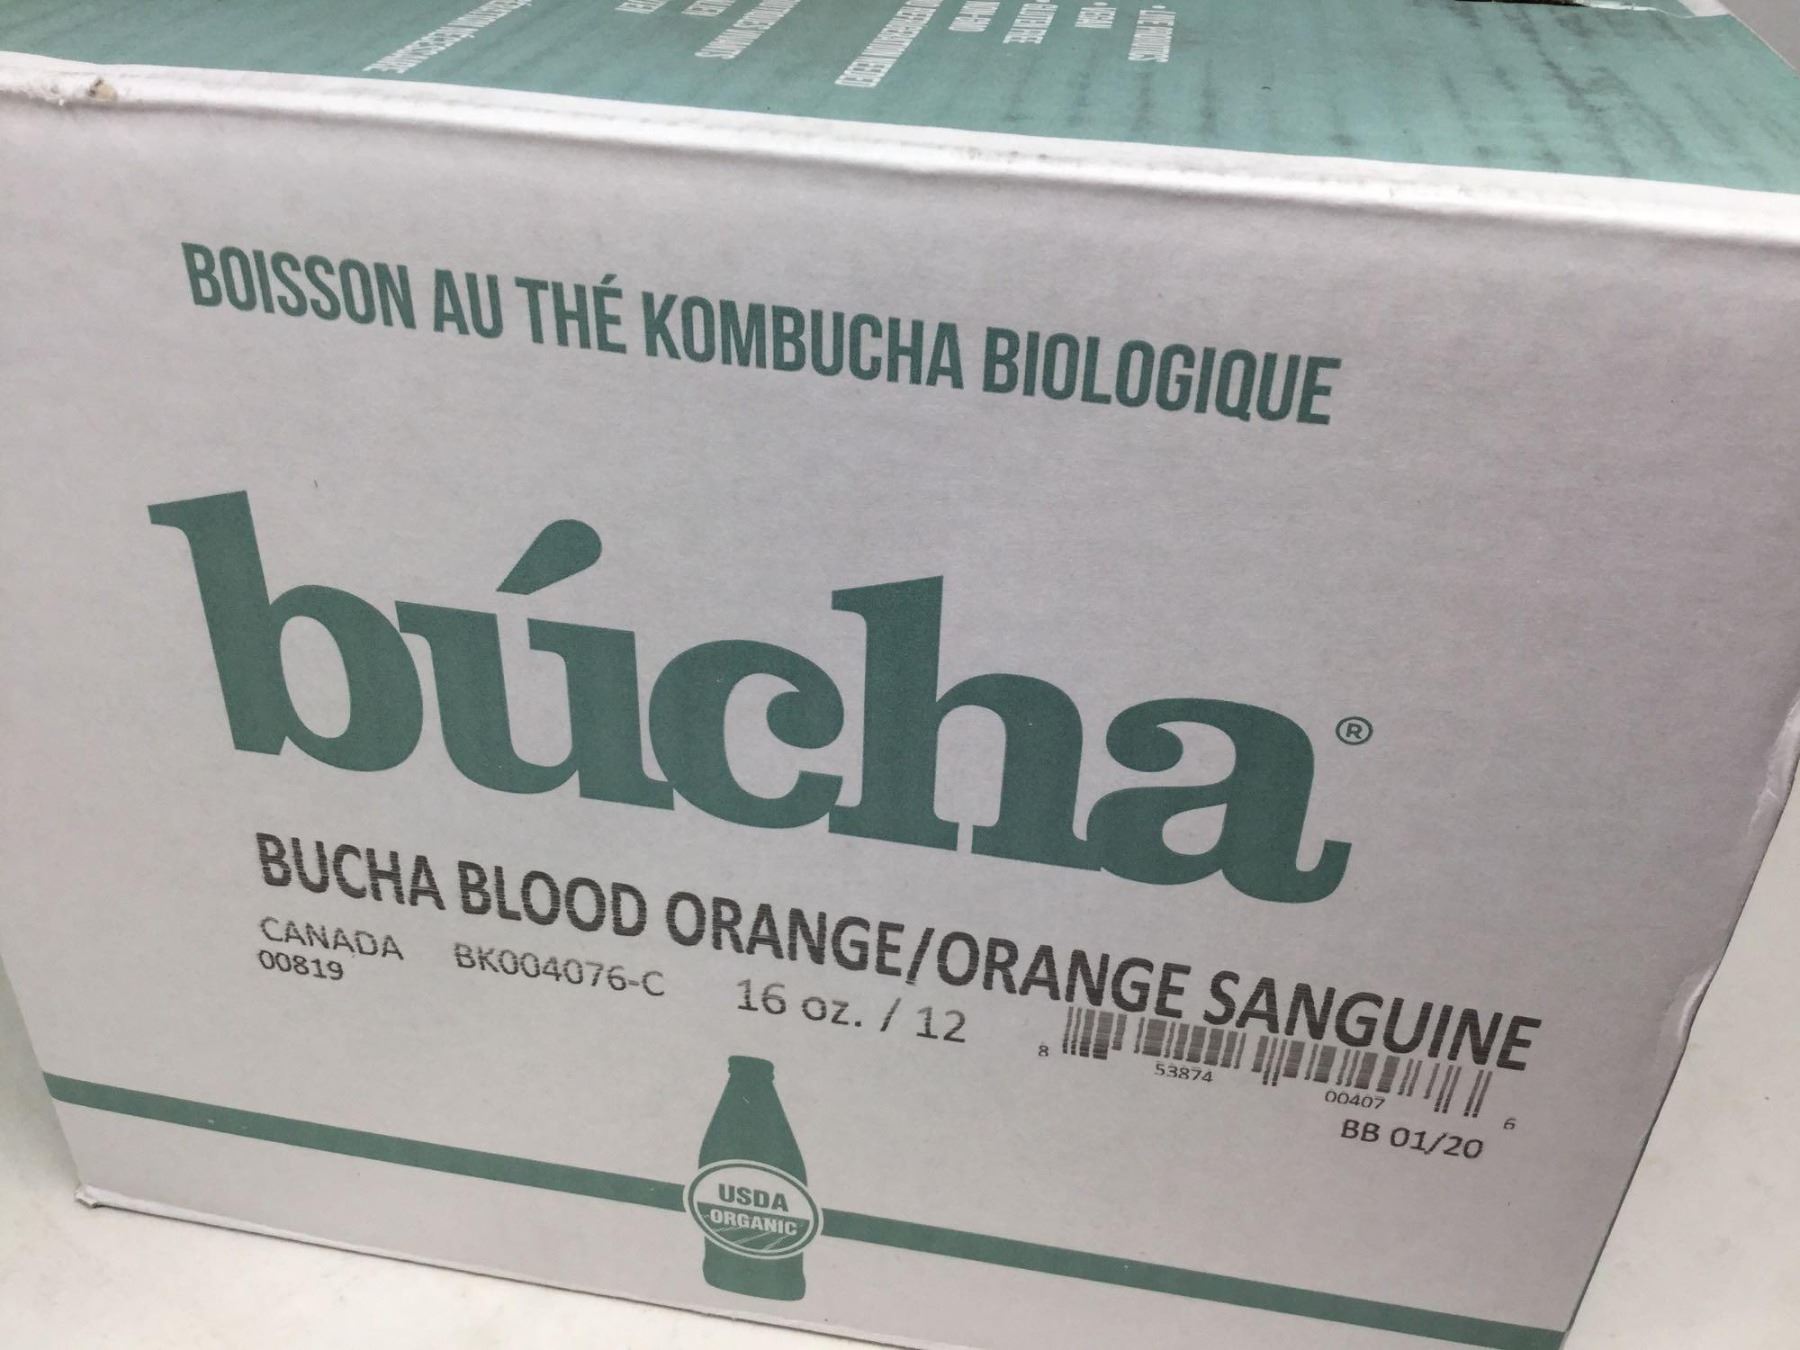 BOISSON AU THÉ KOMBUCHA BIOLOGIQUE
búcha®
BUCHA BLOOD ORANGE/ORANGE SANGUINE
CANADA BK004076-C 16 oz. / 12
00819
8 53874 00407 6
BB 01/20
USDA
ORGANIC